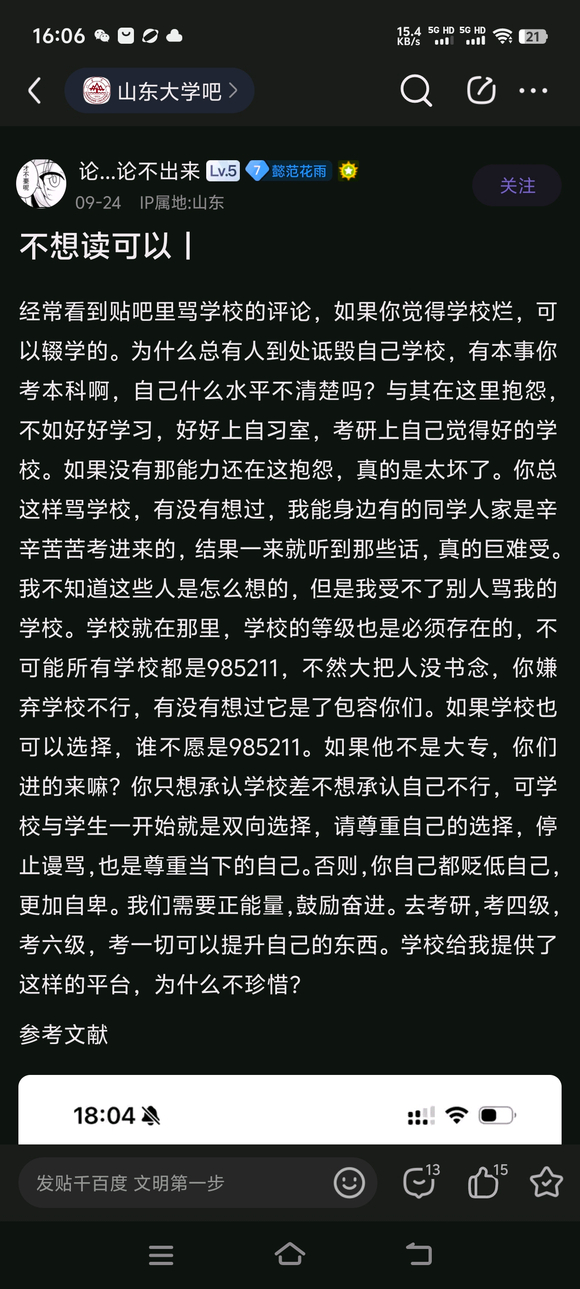 16:06
15.4 KB/s 5G HD 5G HD 21
山东大学吧
论...论不出来 Lv.5 7 懿范花雨
关注
09-24 IP属地:山东
不想读可以丨
经常看到贴吧里骂学校的评论，如果你觉得学校烂，可
以辍学的。为什么总有人到处诋毁自己学校，有本事你
考本科啊，自己什么水平不清楚吗？与其在这里抱怨，
不如好好学习，好好上自习室，考研上自己觉得好的学
校。如果没有那能力还在这抱怨，真的是太坏了。你总
这样骂学校，有没有想过，我能身边有的同学人家是辛
辛苦苦考进来的，结果一来就听到那些话，真的巨难受。
我不知道这些人是怎么想的，但是我受不了别人骂我的
学校。学校就在那里，学校的等级也是必须存在的，不
可能所有学校都是985211，不然大把人没书念，你嫌
弃学校不行，有没有想过它是了包容你们。如果学校也
可以选择，谁不愿是985211。如果他不是大专，你们
进的来嘛？你只想承认学校差不想承认自己不行，可学
校与学生一开始就是双向选择，请尊重自己的选择，停
止谩骂，也是尊重当下的自己。否则，你自己都贬低自己，
更加自卑。我们需要正能量，鼓励奋进。去考研，考四级，
考六级，考一切可以提升自己的东西。学校给我提供了
这样的平台，为什么不珍惜？
参考文献
18:04
发贴千百度 文明第一步
13
15